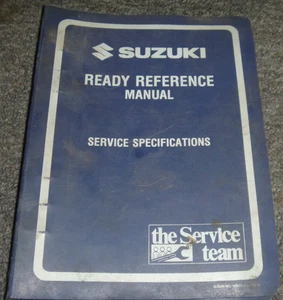 SUZUKI
READY REFERENCE
MANUAL
SERVICE SPECIFICATIONS
the Service
team